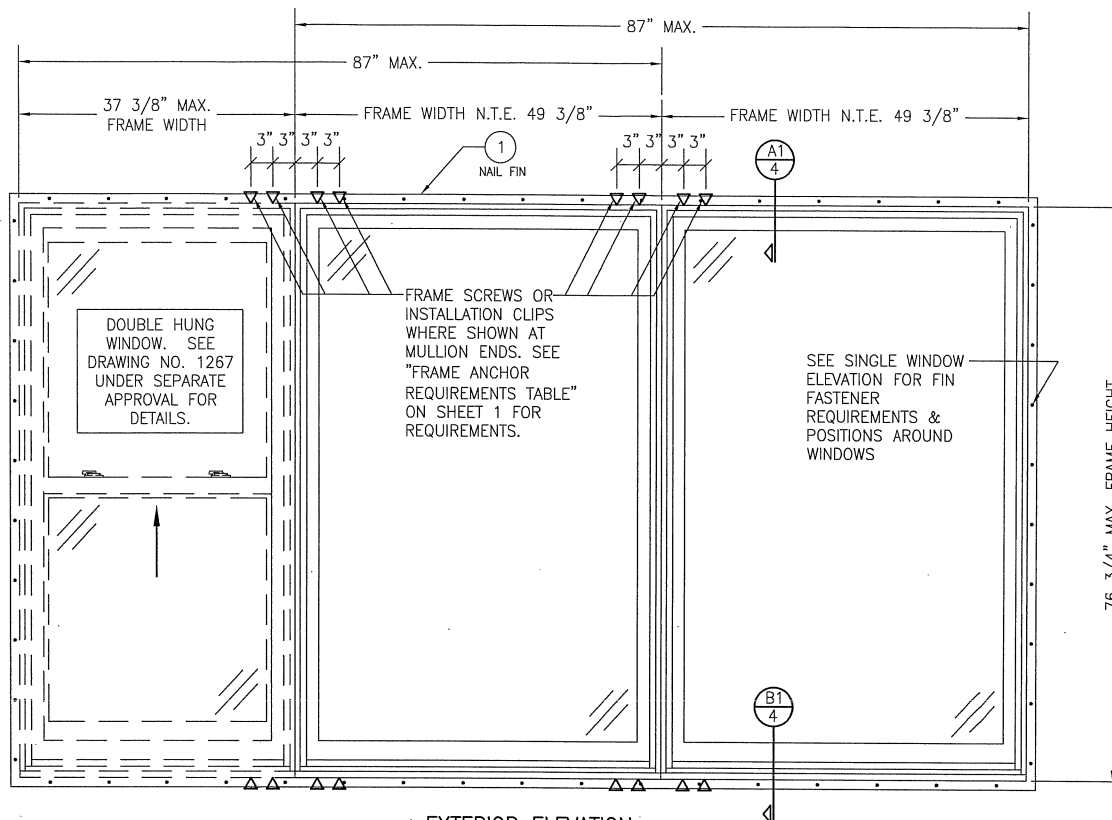 87" MAX.
87" MAX.
37 3/8" MAX.
FRAME WIDTH
FRAME WIDTH N.T.E. 49 3/8"
FRAME WIDTH N.T.E. 49 3/8"
3" 3" 3" 3"
3" 3" 3" 3"
1
NAIL FIN
A1
4
DOUBLE HUNG
WINDOW. SEE
DRAWING NO. 1267
UNDER SEPARATE
APPROVAL FOR
DETAILS.
FRAME SCREWS OR
INSTALLATION CLIPS
WHERE SHOWN AT
MULLION ENDS. SEE
"FRAME ANCHOR
REQUIREMENTS TABLE"
ON SHEET 1 FOR
REQUIREMENTS.
SEE SINGLE WINDOW
ELEVATION FOR FIN
FASTENER
REQUIREMENTS &
POSITIONS AROUND
WINDOWS
76 3/4" MAX. FRAME HEIGHT
B1
4
EXTERIOR ELEVATION